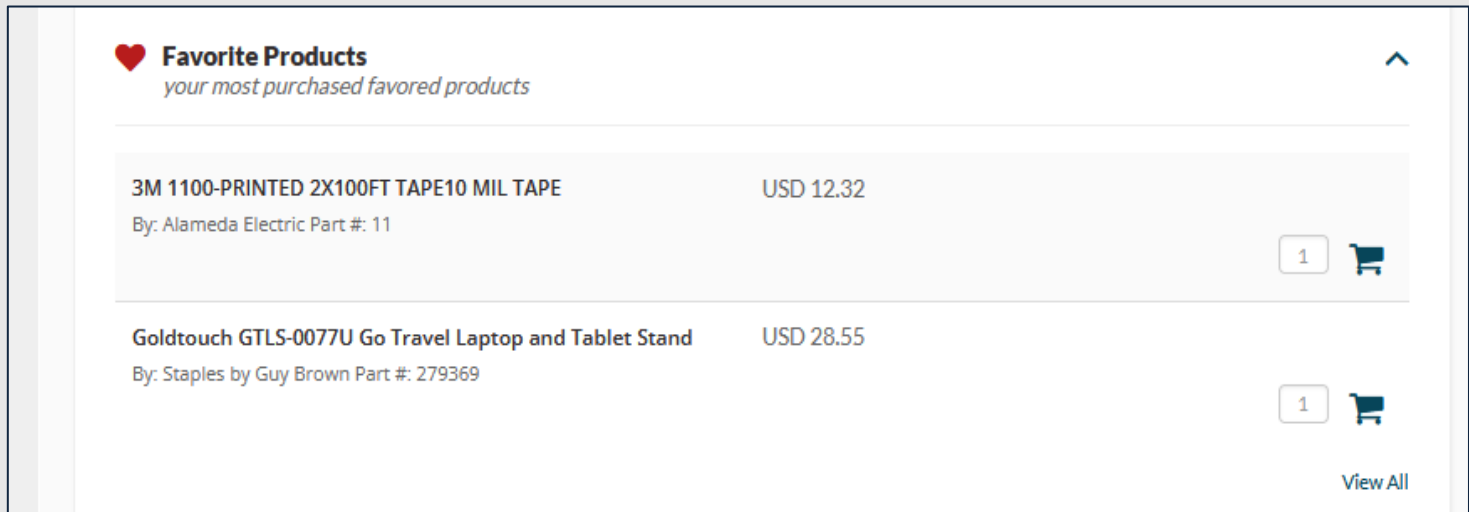 Favorite Products
your most purchased favored products
3M 1100-PRINTED 2X100FT TAPE10 MIL TAPE
USD 12.32
By: Alameda Electric Part #: 11
1
Goldtouch GTLS-0077U Go Travel Laptop and Tablet Stand
USD 28.55
By: Staples by Guy Brown Part #: 279369
1
View All